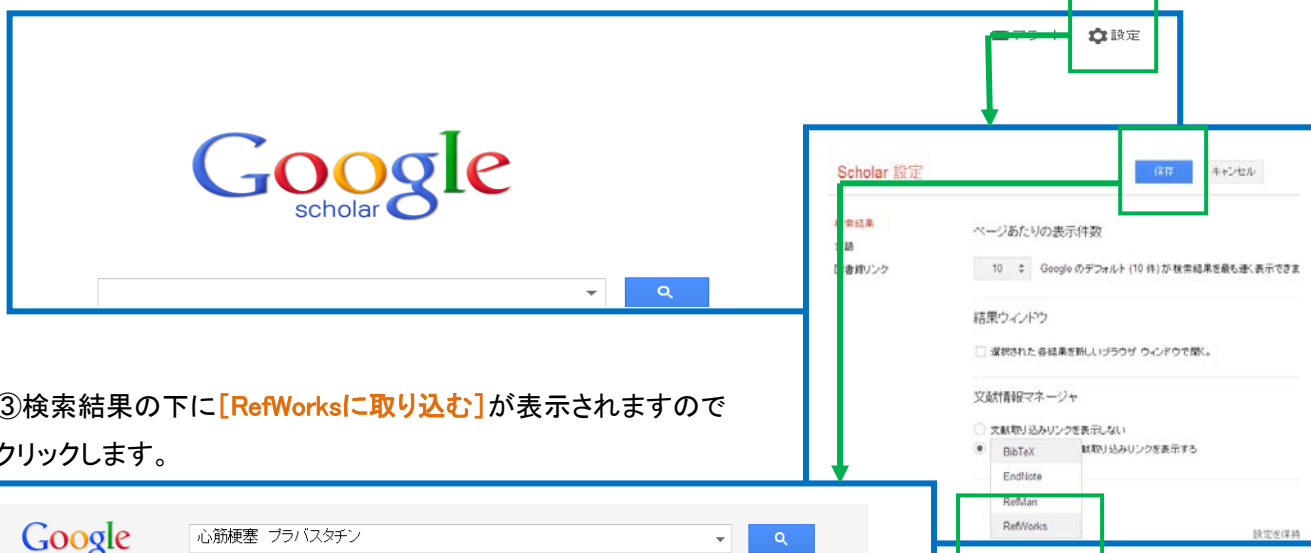 設定
Google
scholar
Scholar 設定
保存
キャンセル
検索結果
ページあたりの表示件数
図書館リンク
10
Google のデフォルト (10 件) が検索結果を最も速く表示できま
結果ウィンドウ
選択された各結果を新しいブラウザ ウィンドウで開く。
③検索結果の下に[RefWorksに取り込む]が表示されますので
クリックします。
文献情報マネージャ
文献取り込みリンクを表示しない
BibTeX
献取り込みリンクを表示する
EndNote
RefMan
RefWorks
設定を保持
Google
心筋梗塞 プラバスタチン